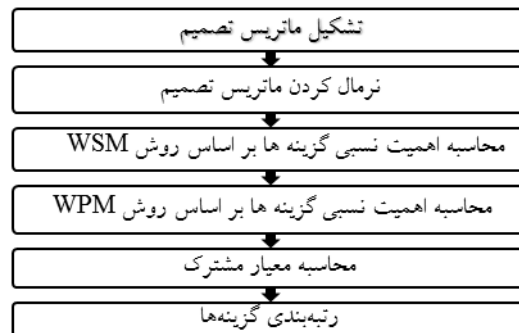 تشکیل ماتریس تصمیم
نرمال کردن ماتریس تصمیم
محاسبه اهمیت نسبی گزینه ها بر اساس روش WSM
محاسبه اهمیت نسبی گزینه ها بر اساس روش WPM
محاسبه معیار مشترک
رتبه‌بندی گزینه‌ها